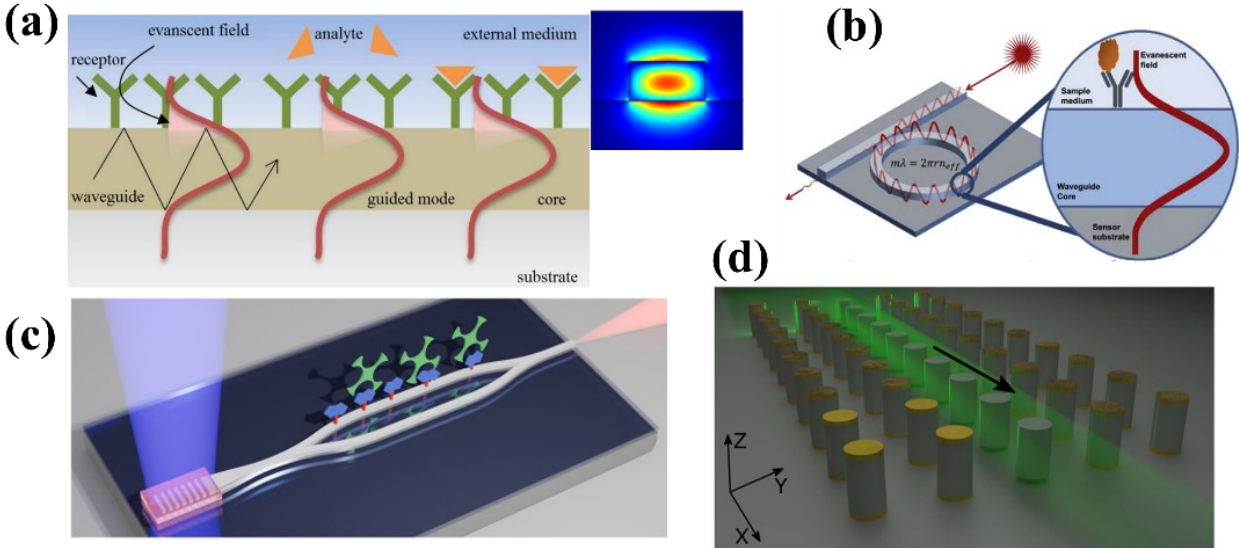 (a)
evanscent field
receptor
analyte
external medium
waveguide
guided mode
core
substrate
(b)
mλ = 2πrn_eff
Evanescent
field
Sample
medium
Waveguide
Core
Sensor
substrate
(c)
(d)
Z
Y
X